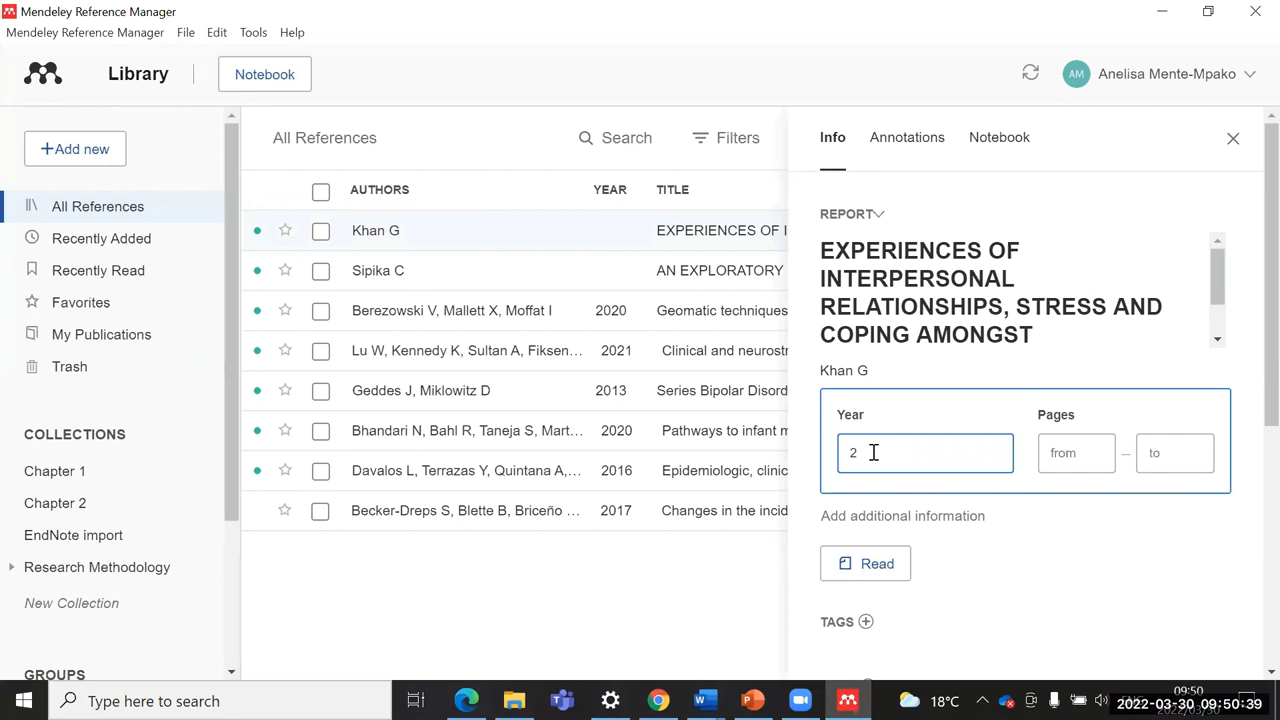 Mendeley Reference Manager
Mendeley Reference Manager File Edit Tools Help
Library Notebook AM Anelisa Mente-Mpako
+Add new
All References
Recently Added
Recently Read
Favorites
My Publications
Trash
COLLECTIONS
Chapter 1
Chapter 2
EndNote import
Research Methodology
New Collection
GROUPS
All References Search Filters
AUTHORS YEAR TITLE
Khan G EXPERIENCES OF I
Sipika C AN EXPLORATORY
Berezowski V, Mallett X, Moffat I 2020 Geomatic techniques
Lu W, Kennedy K, Sultan A, Fiksen... 2021 Clinical and neurostr
Geddes J, Miklowitz D 2013 Series Bipolar Disord
Bhandari N, Bahl R, Taneja S, Mart... 2020 Pathways to infant m
Davalos L, Terrazas Y, Quintana A,... 2016 Epidemiologic, clinic
Becker-Dreps S, Blette B, Briceño ... 2017 Changes in the incid
Info Annotations Notebook
REPORT
EXPERIENCES OF
INTERPERSONAL
RELATIONSHIPS, STRESS AND
COPING AMONGST
Khan G
Year Pages
2 from – to
Add additional information
Read
TAGS
Type here to search 18°C 09:50
2022-03-30 09:50:39